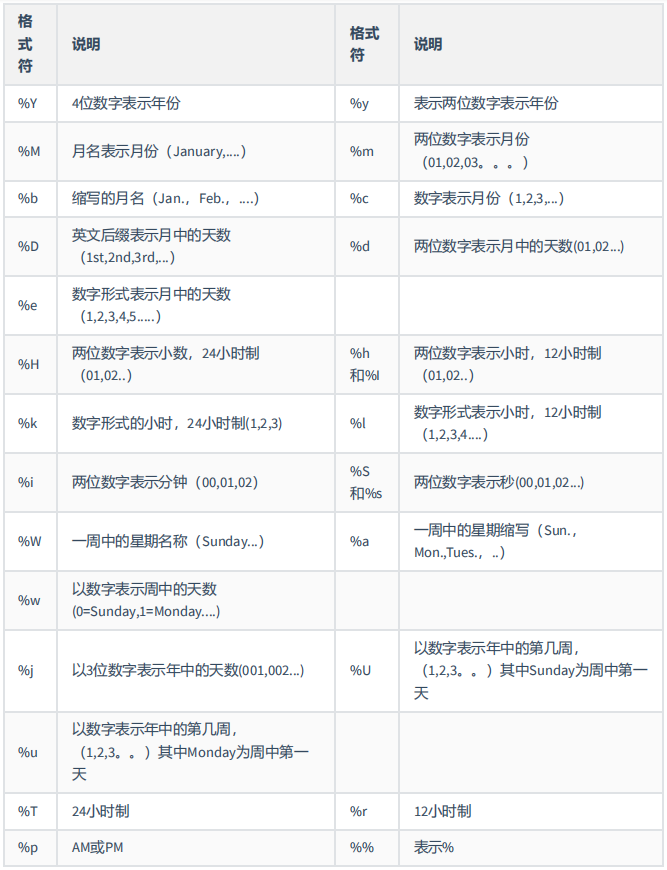 格
式
符
说明
格式
符
说明
%Y
4位数字表示年份
%y
表示两位数字表示年份
%M
月名表示月份（January,....）
%m
两位数字表示月份
（01,02,03。。。）
%b
缩写的月名（Jan.，Feb.，....）
%c
数字表示月份（1,2,3,...）
%D
英文后缀表示月中的天数
（1st,2nd,3rd,...）
%d
两位数字表示月中的天数(01,02...)
%e
数字形式表示月中的天数
（1,2,3,4,5.....）
%H
两位数字表示小数，24小时制
（01,02..）
%h
和%I
两位数字表示小时，12小时制
（01,02..）
%k
数字形式的小时，24小时制(1,2,3)
%l
数字形式表示小时，12小时制
（1,2,3,4....）
%i
两位数字表示分钟（00,01,02）
%S
和%s
两位数字表示秒(00,01,02...)
%W
一周中的星期名称（Sunday...）
%a
一周中的星期缩写（Sun.，
Mon.,Tues.，..）
%w
以数字表示周中的天数
(0=Sunday,1=Monday....)
%j
以3位数字表示年中的天数(001,002...)
%U
以数字表示年中的第几周，
（1,2,3。。）其中Sunday为周中第一
天
%u
以数字表示年中的第几周，
（1,2,3。。）其中Monday为周中第一
天
%T
24小时制
%r
12小时制
%p
AM或PM
%%
表示%